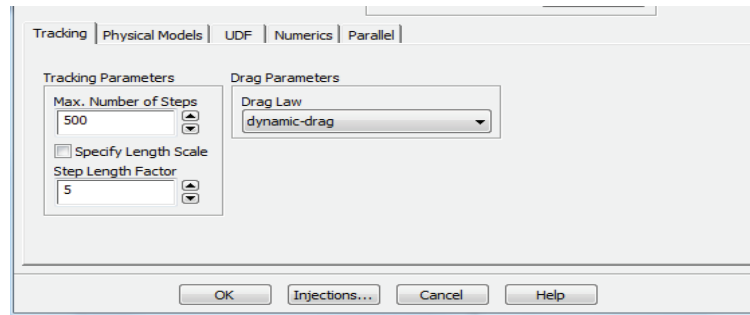 Tracking Physical Models UDF Numerics Parallel
Tracking Parameters
Max. Number of Steps
500
Specify Length Scale
Step Length Factor
5
Drag Parameters
Drag Law
dynamic-drag
OK Injections... Cancel Help